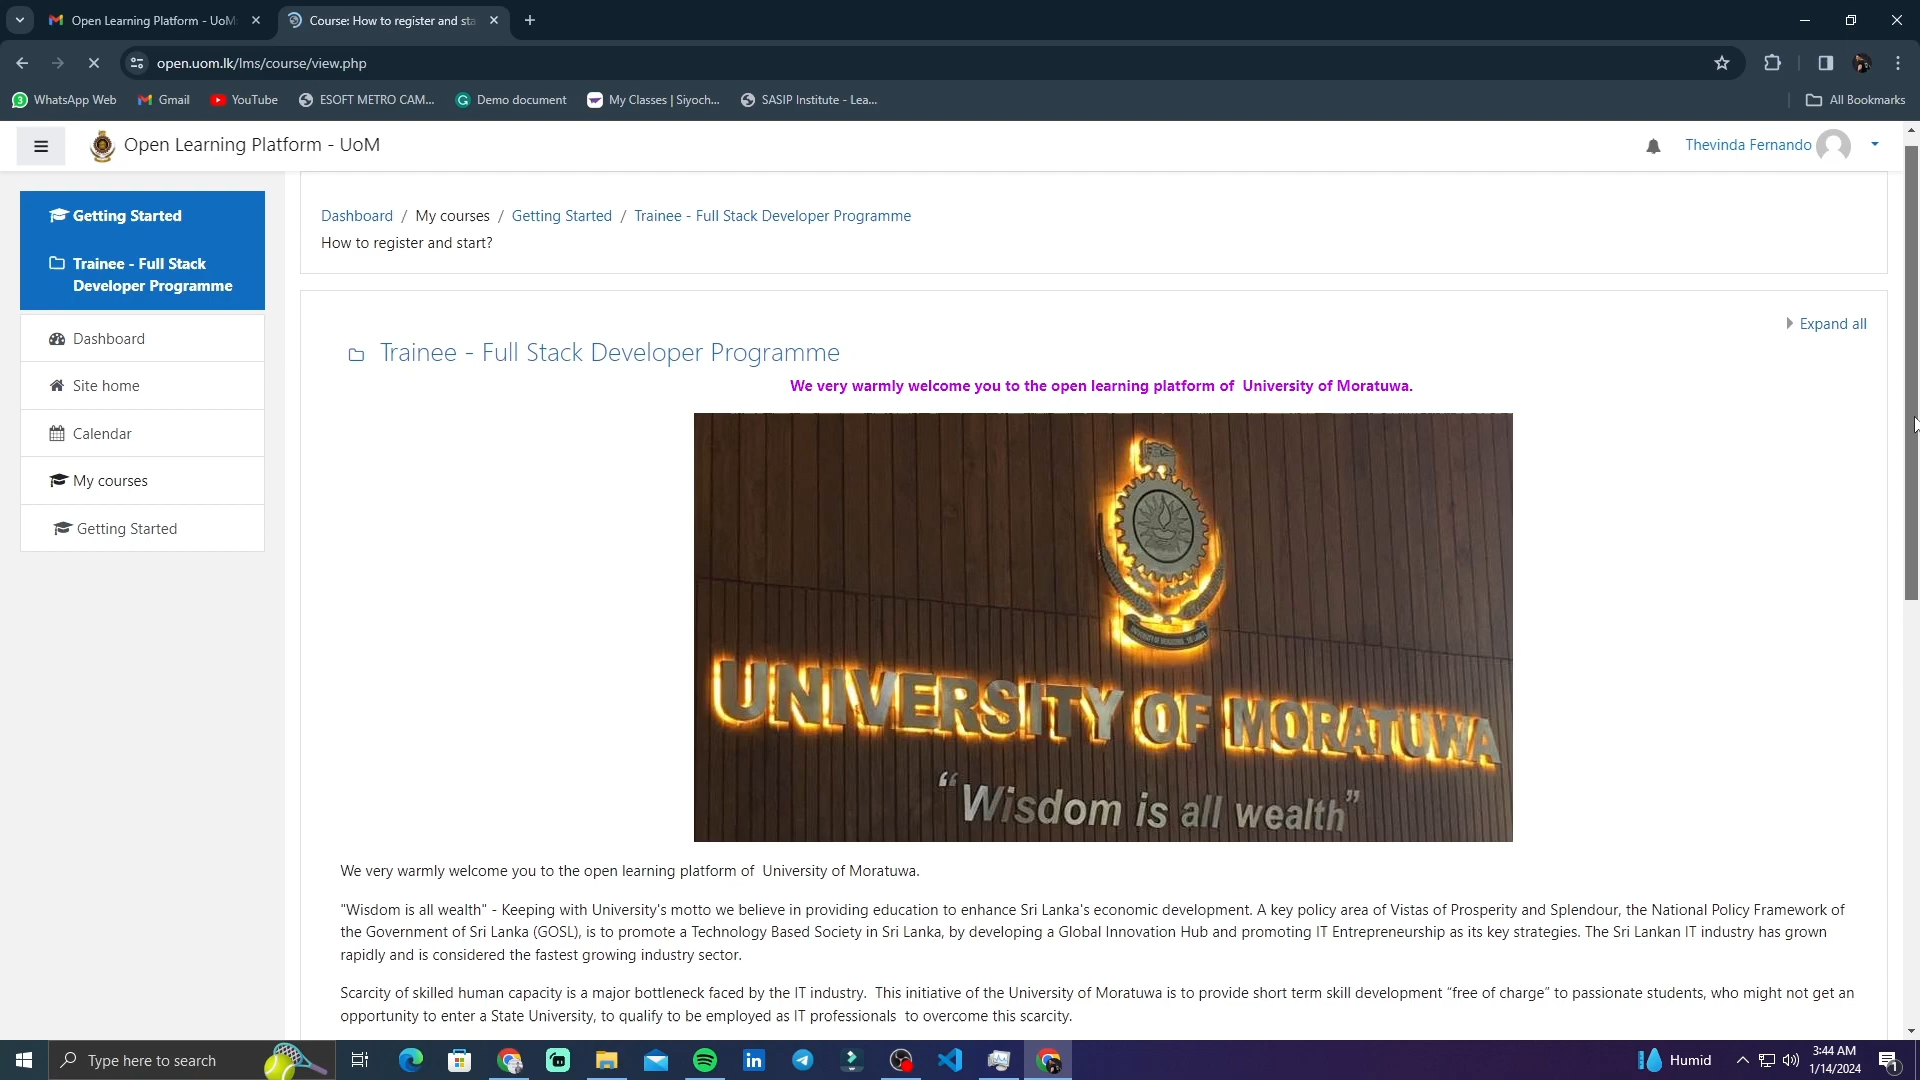 Open Learning Platform - UoM
Course: How to register and sta
open.uom.lk/lms/course/view.php
WhatsApp Web
Gmail
YouTube
ESOFT METRO CAM...
Demo document
My Classes | Siyoch...
SASIP Institute - Lea...
All Bookmarks
Open Learning Platform - UoM
Thevinda Fernando
Getting Started
Trainee - Full Stack
Developer Programme
Dashboard
Site home
Calendar
My courses
Getting Started
Dashboard / My courses / Getting Started / Trainee - Full Stack Developer Programme
How to register and start?
Expand all
Trainee - Full Stack Developer Programme
We very warmly welcome you to the open learning platform of University of Moratuwa.
UNIVERSITY OF MORATUWA
“Wisdom is all wealth”
We very warmly welcome you to the open learning platform of University of Moratuwa.
"Wisdom is all wealth" - Keeping with University's motto we believe in providing education to enhance Sri Lanka's economic development. A key policy area of Vistas of Prosperity and Splendour, the National Policy Framework of
the Government of Sri Lanka (GOSL), is to promote a Technology Based Society in Sri Lanka, by developing a Global Innovation Hub and promoting IT Entrepreneurship as its key strategies. The Sri Lankan IT industry has grown
rapidly and is considered the fastest growing industry sector.
Scarcity of skilled human capacity is a major bottleneck faced by the IT industry. This initiative of the University of Moratuwa is to provide short term skill development “free of charge” to passionate students, who might not get an
opportunity to enter a State University, to qualify to be employed as IT professionals to overcome this scarcity.
Type here to search
Humid
3:44 AM
1/14/2024
1